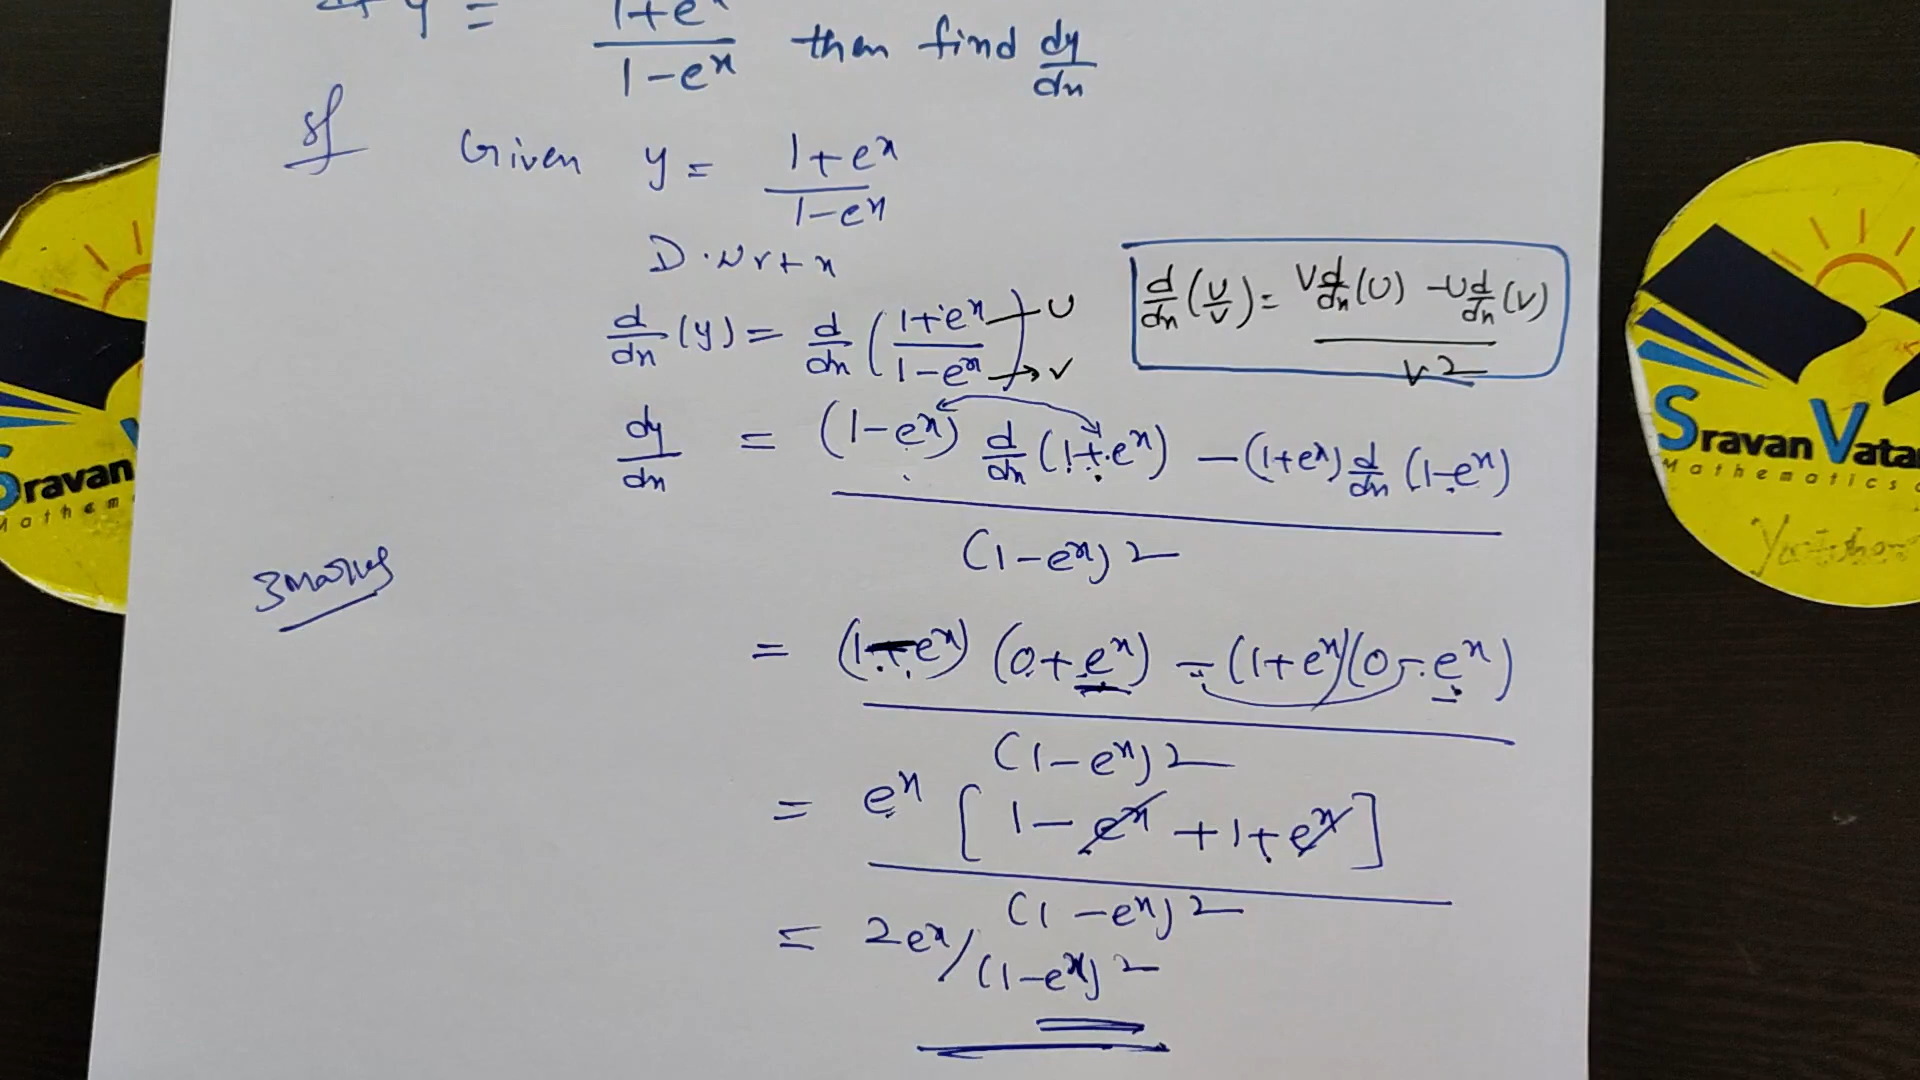 If y = 1+e^x / 1-e^x then find dy/dx
Sol Given y = 1+e^x / 1-e^x
D.W r t x
d/dx (y) = d/dx (1+e^x → U / 1-e^x → V)
d/dx (U/V) = V d/dx (U) - U d/dx (V) / V2
dy/dx = (1-e^x) d/dx (1+e^x) - (1+e^x) d/dx (1-e^x) / (1-e^x)2
3marks
= (1-e^x) (0+e^x) - (1+e^x)(0-e^x) / (1-e^x)2
= e^x [1-e^x+1+e^x] / (1-e^x)2
= 2e^x/(1-e^x)2
Sravan
Mathem
Sravan Vata
Mathematics